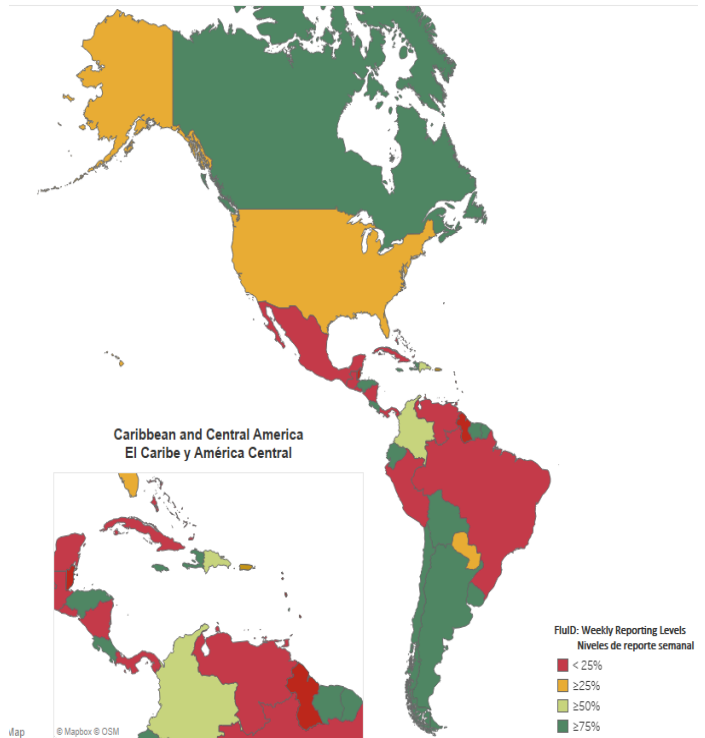 Caribbean and Central America
El Caribe y América Central
FluID: Weekly Reporting Levels
Niveles de reporte semanal
< 25%
≥25%
≥50%
≥75%
Map
© Mapbox © OSM